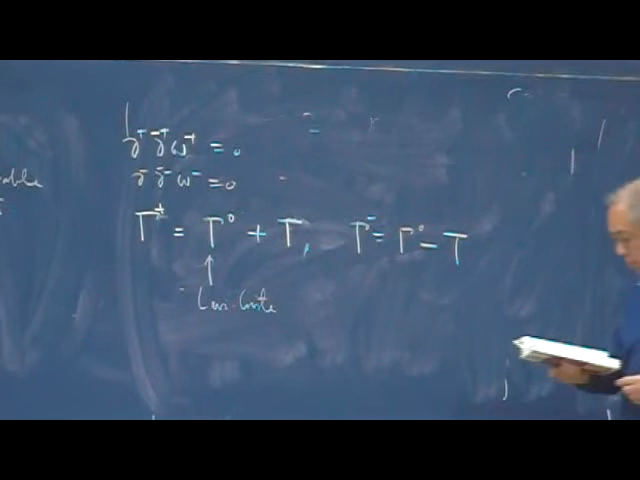 ∂⁺ ∂̄⁺ ω⁺ = 0
∂⁻ ∂̄⁻ ω⁻ = 0
Γ⁺ = Γ⁰ + T, Γ⁻ = Γ⁰ - T
↑
Levi-Civita